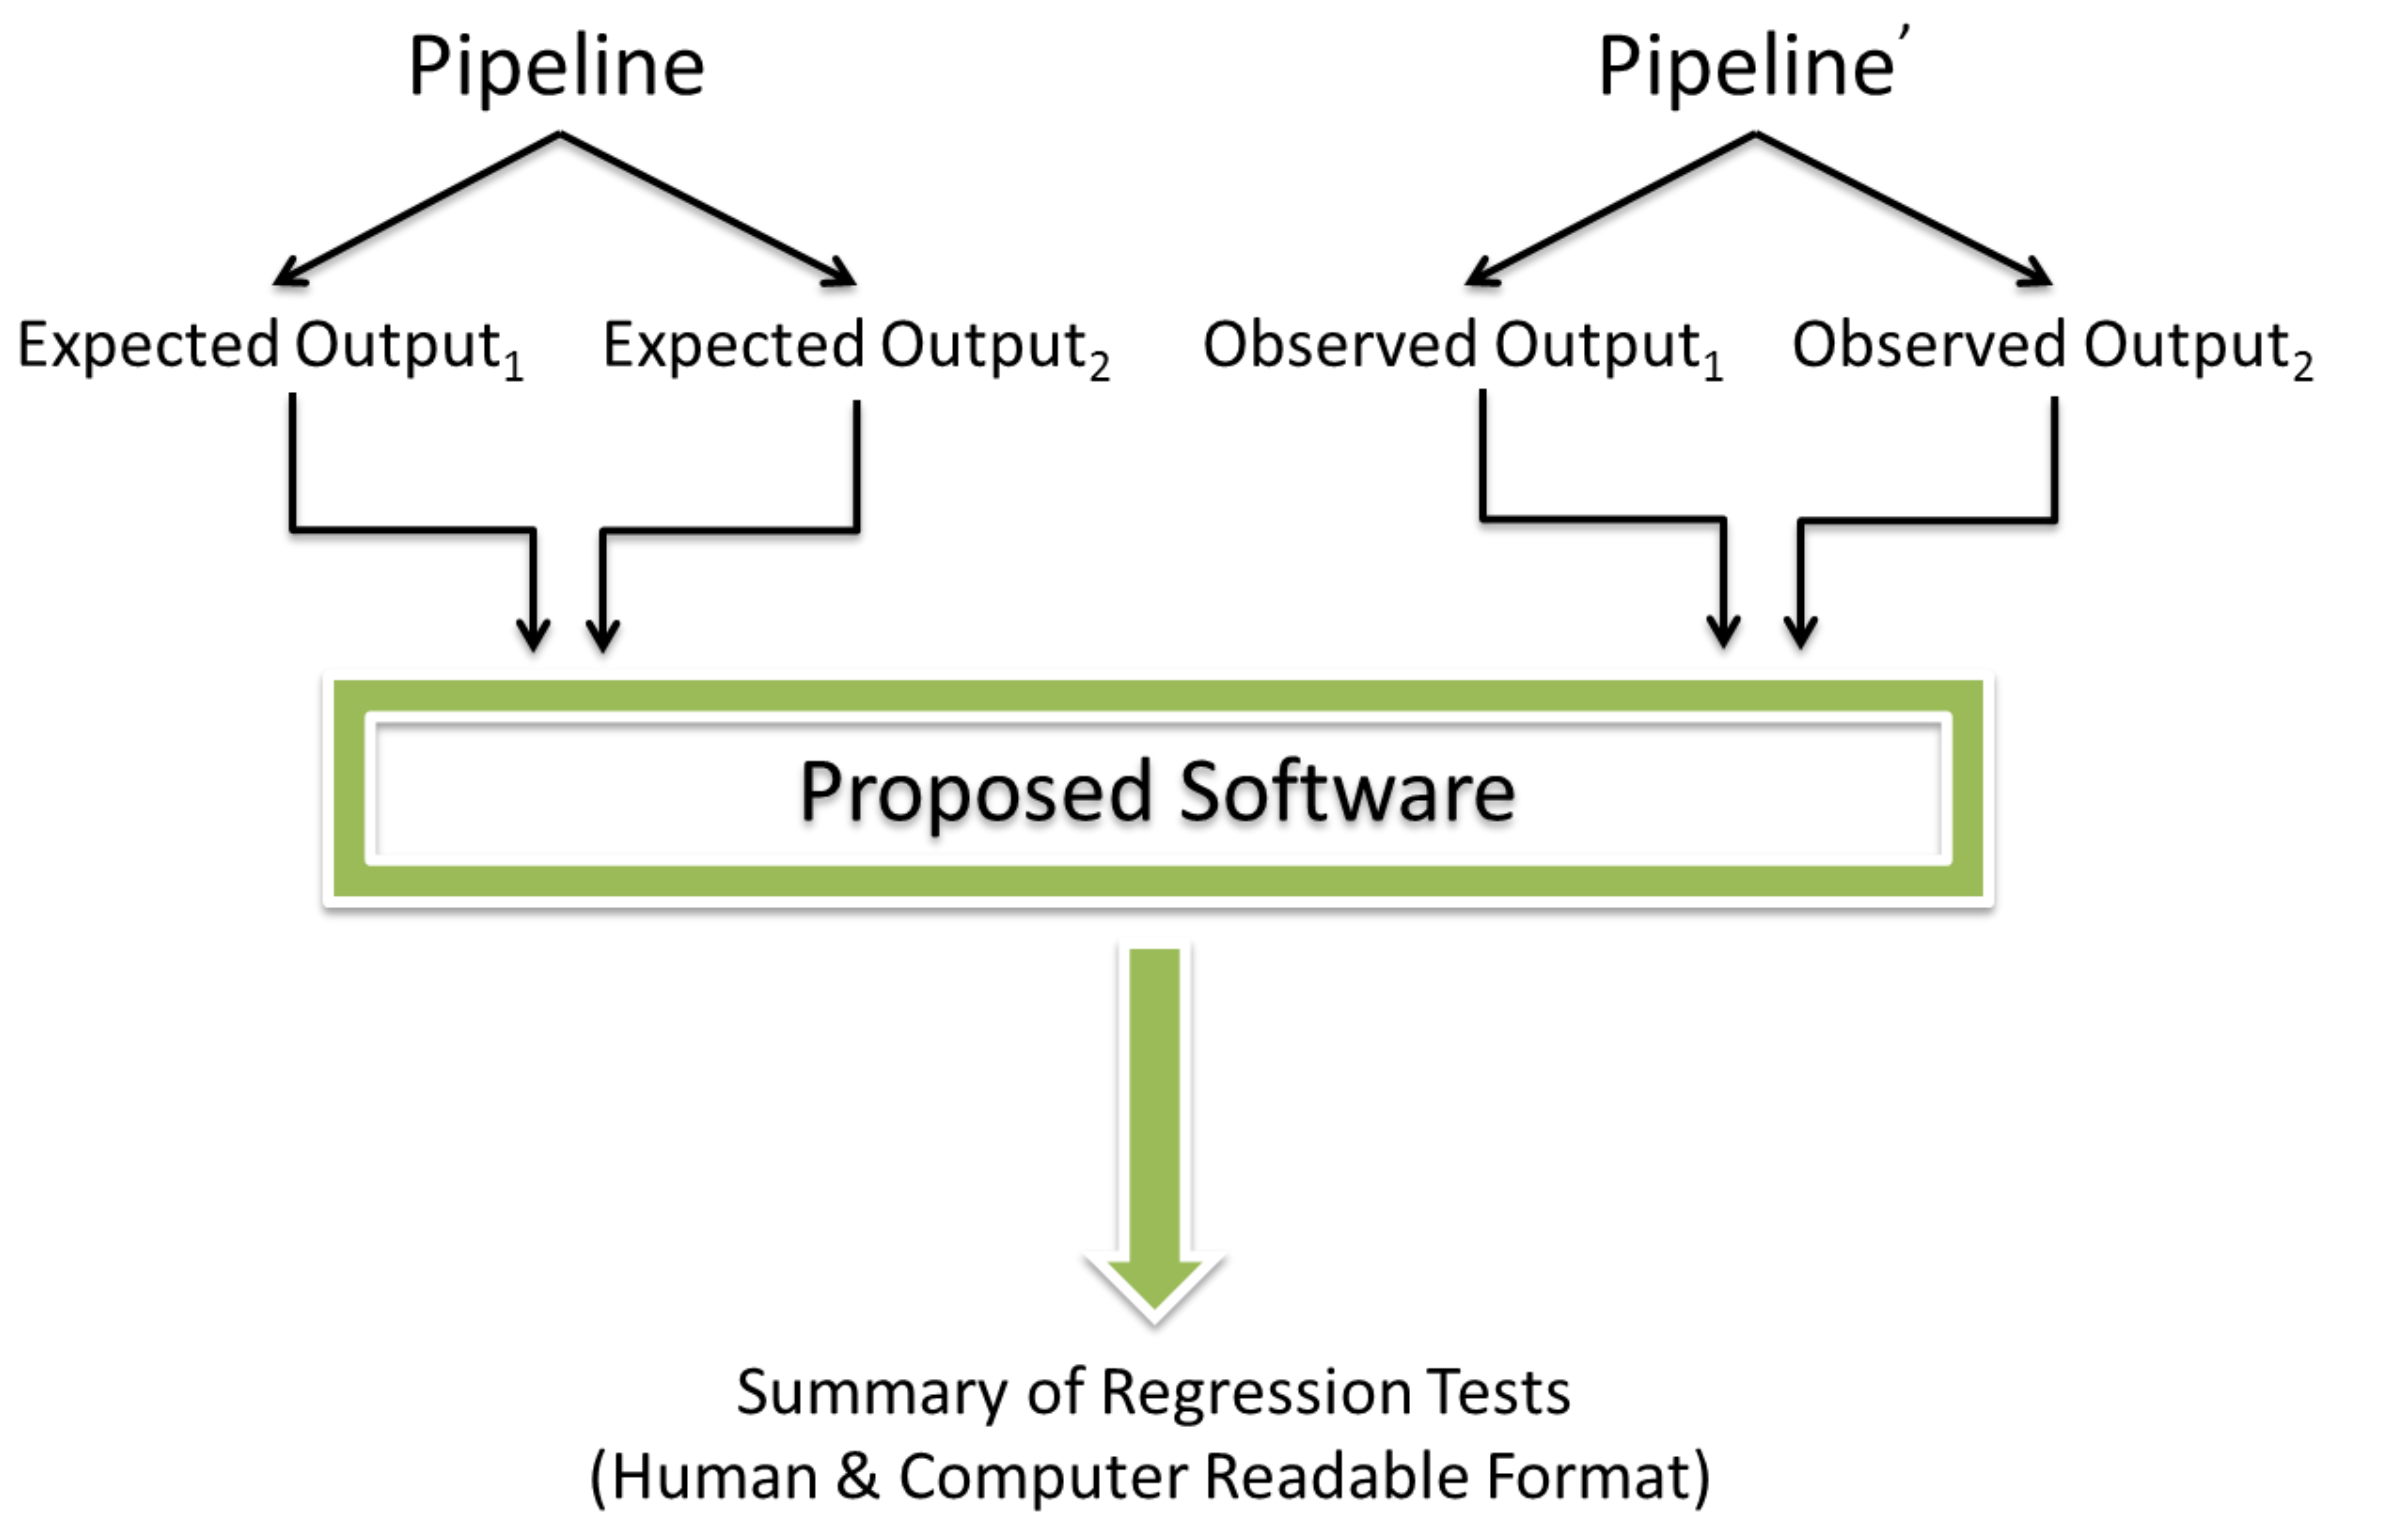 Pipeline
Pipeline′
Expected Output₁
Expected Output₂
Observed Output₁
Observed Output₂
Proposed Software
Summary of Regression Tests
(Human & Computer Readable Format)